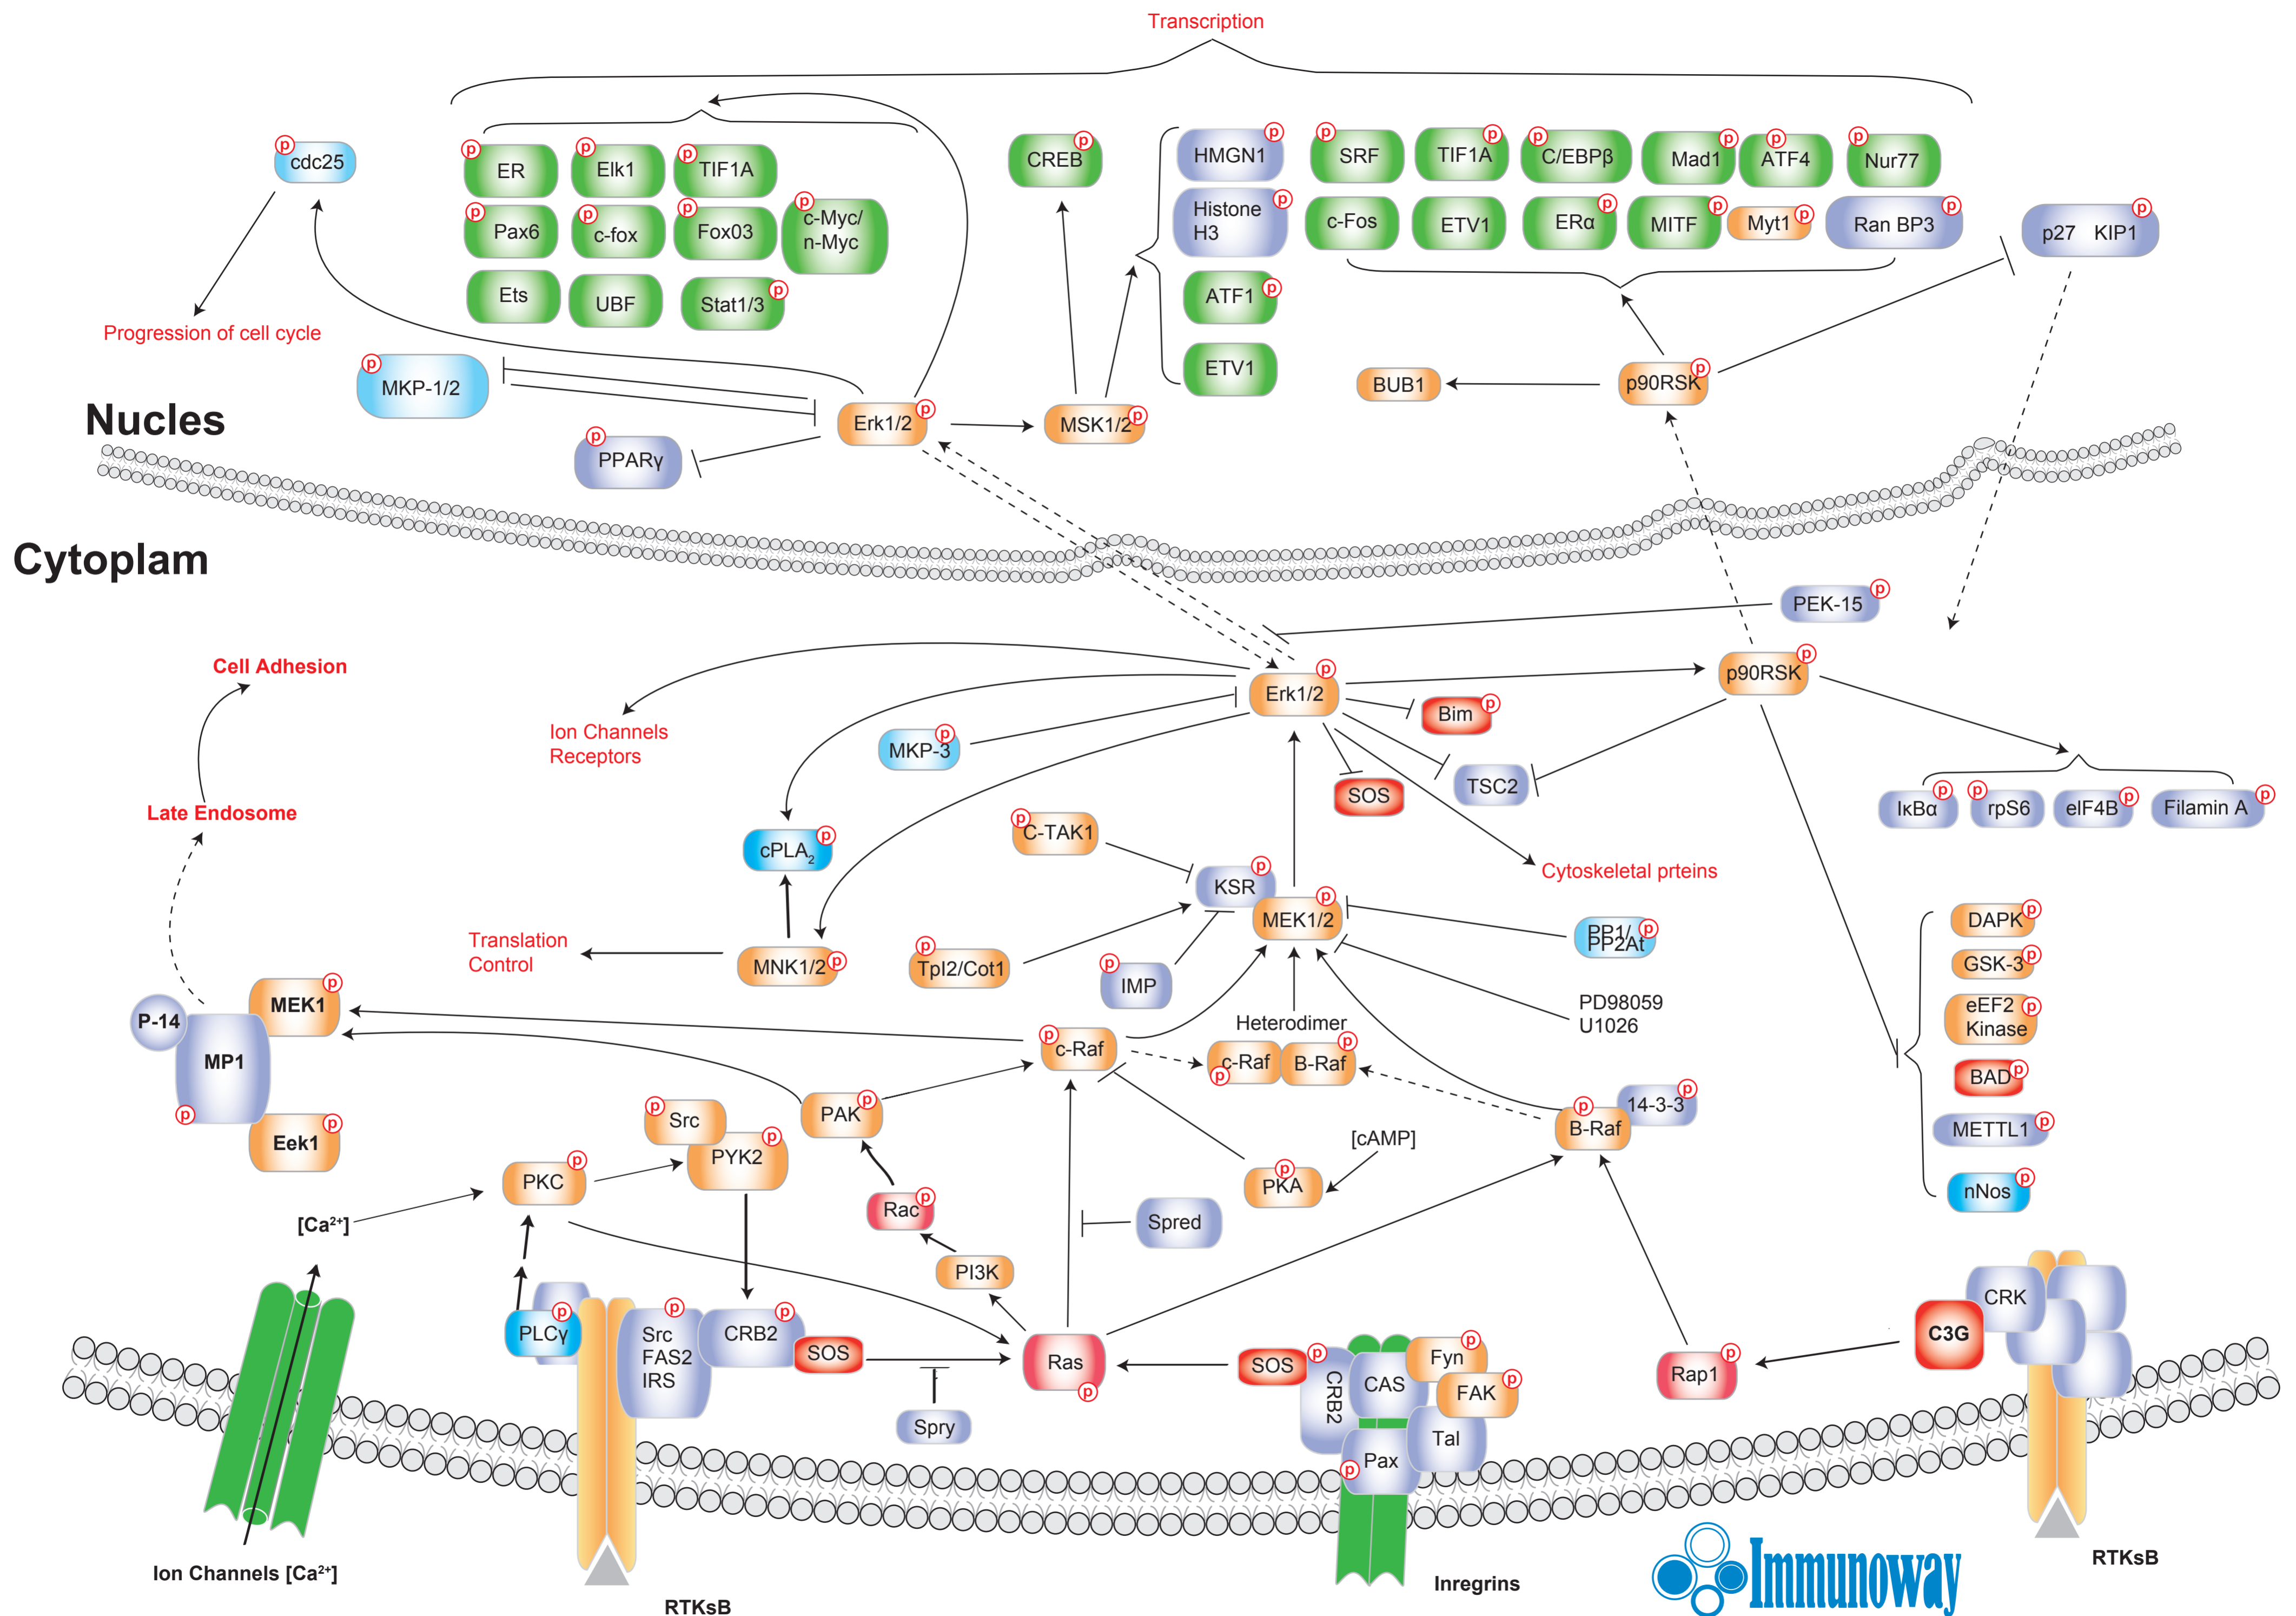 Transcription
cdc25
p
ER
p
Elk1
p
TIF1A
p
Pax6
p
c-fox
p
Fox03
p
c-Myc/
n-Myc
p
Ets
UBF
Stat1/3
p
CREB
p
HMGN1
p
Histone
H3
p
ATF1
p
ETV1
SRF
p
TIF1A
p
C/EBPβ
p
Mad1
p
ATF4
p
Nur77
p
c-Fos
ETV1
ERα
p
MITF
p
Myt1
p
Ran BP3
p
p27 KIP1
p
Progression of cell cycle
MKP-1/2
p
Nucles
Erk1/2
p
MSK1/2
p
BUB1
p90RSK
p
PPARγ
p
Cytoplam
PEK-15
p
Cell Adhesion
Ion Channels
Receptors
Erk1/2
p
p90RSK
p
Bim
p
MKP-3
p
SOS
TSC2
IκBα
p
rpS6
p
elF4B
p
Filamin A
p
Late Endosome
cPLA2
p
C-TAK1
p
KSR
p
MEK1/2
p
Cytoskeletal prteins
Translation
Control
MNK1/2
p
Tpl2/Cot1
p
IMP
p
PP1/
PP2At
p
PD98059
U1026
DAPK
p
GSK-3
p
eEF2
Kinase
p
BAD
p
METTL1
p
nNos
p
P-14
MEK1
p
MP1
p
Eek1
p
c-Raf
p
Heterodimer
c-Raf
p
B-Raf
p
14-3-3
p
B-Raf
p
PAK
p
Src
p
PYK2
p
PKC
p
[cAMP]
PKA
p
Rac
p
Spred
[Ca2+]
PI3K
PLCγ
p
Src
FAS2
IRS
p
CRB2
p
SOS
Ras
p
Spry
SOS
CRB2
p
CAS
Fyn
p
FAK
p
Tal
Pax
p
Rap1
p
C3G
CRK
Ion Channels [Ca2+]
RTKsB
Inregrins
Immunoway
RTKsB